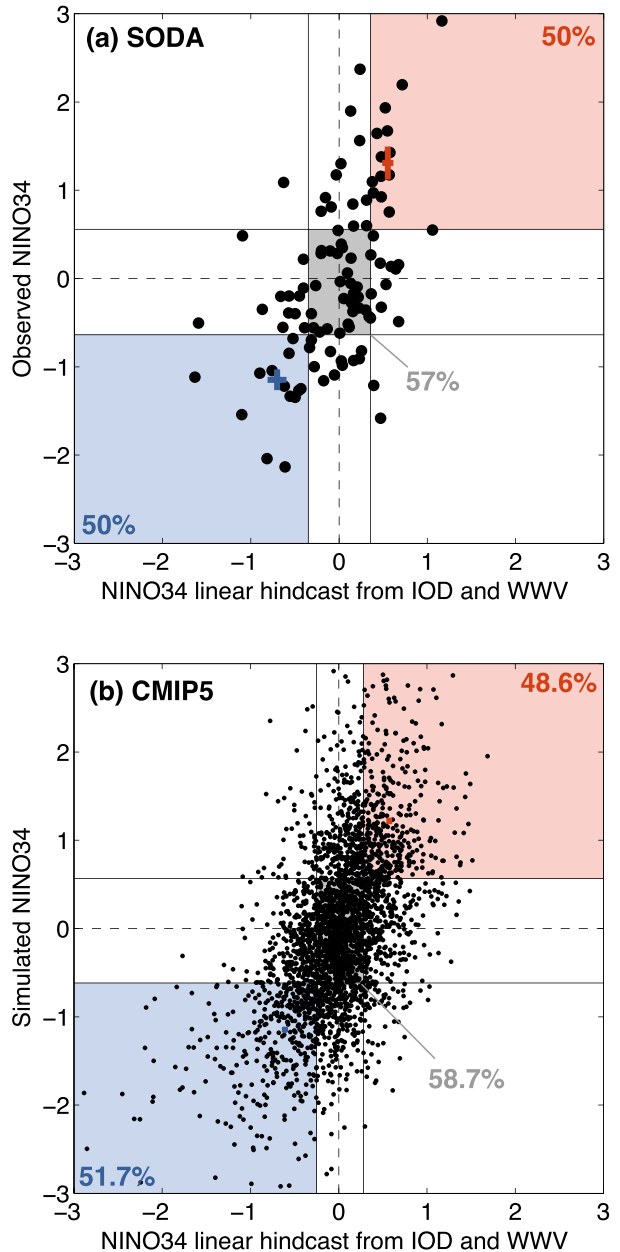 (a) SODA
50%
3
2
1
0
−1
−2
−3
Observed NINO34
57%
50%
−3 −2 −1 0 1 2 3
NINO34 linear hindcast from IOD and WWV
(b) CMIP5
48.6%
3
2
1
0
−1
−2
−3
Simulated NINO34
58.7%
51.7%
−3 −2 −1 0 1 2 3
NINO34 linear hindcast from IOD and WWV